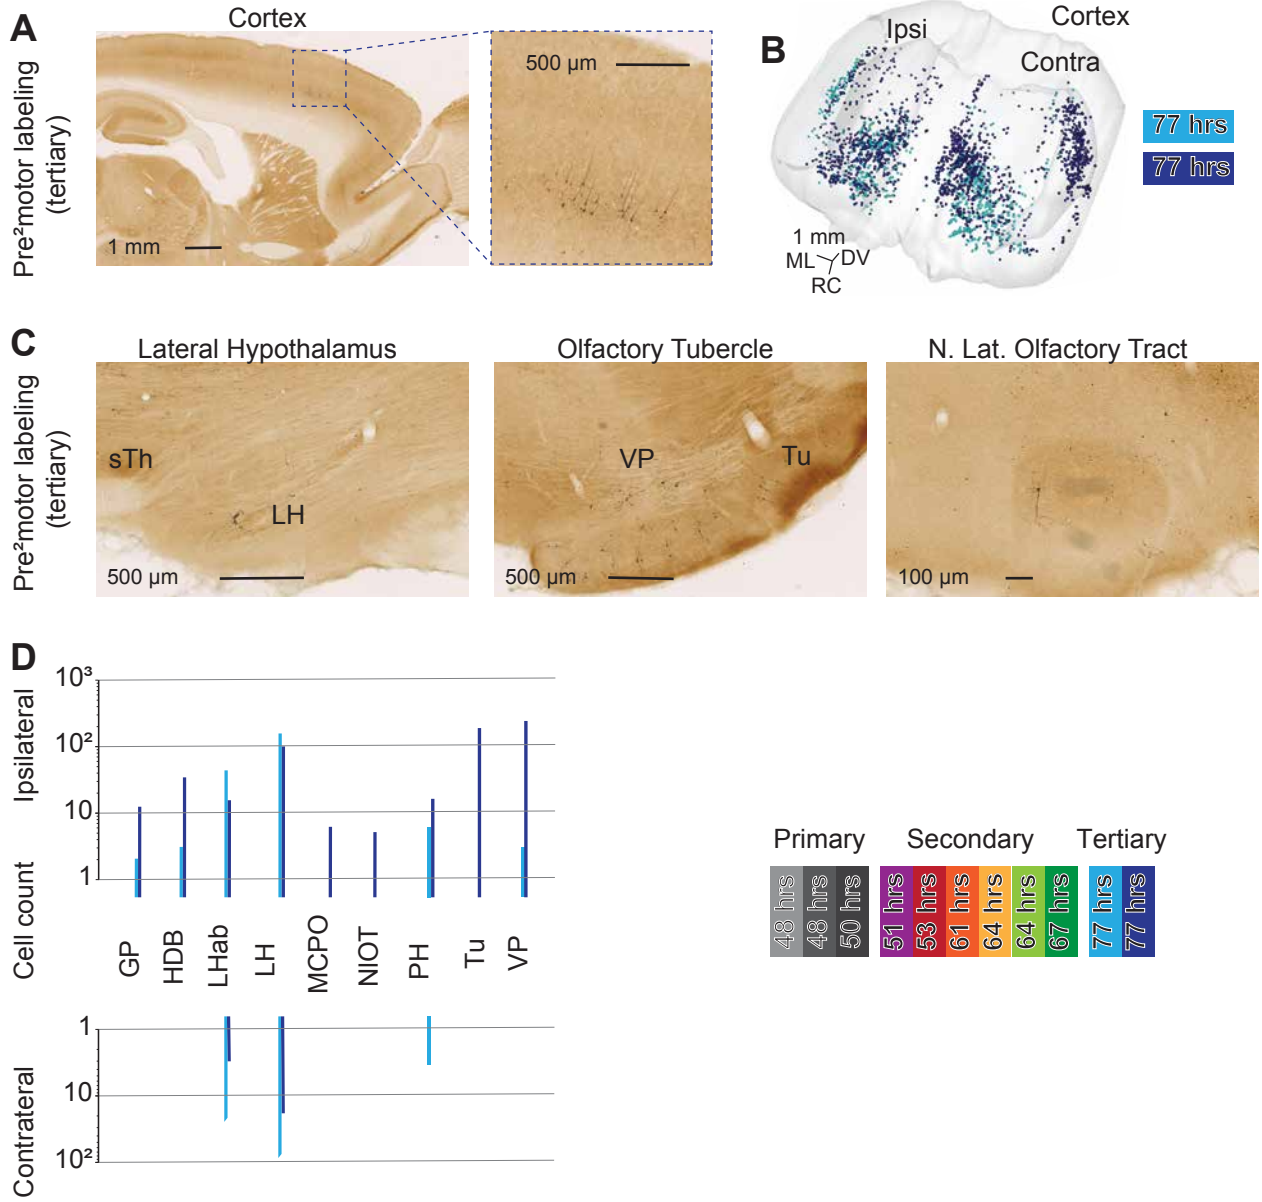 A
Cortex
Pre²motor labeling
(tertiary)
1 mm
500 µm
B
Ipsi
Cortex
Contra
77 hrs
77 hrs
1 mm
ML
DV
RC
C
Pre²motor labeling
(tertiary)
Lateral Hypothalamus
sTh
LH
500 µm
Olfactory Tubercle
VP
Tu
500 µm
N. Lat. Olfactory Tract
100 µm
D
Ipsilateral
Cell count
Contrateral
10³
10²
10
1
GP
HDB
LHab
LH
MCPO
NIOT
PH
Tu
VP
1
10
10²
Primary
Secondary
Tertiary
48 hrs
48 hrs
50 hrs
51 hrs
53 hrs
61 hrs
64 hrs
64 hrs
67 hrs
77 hrs
77 hrs